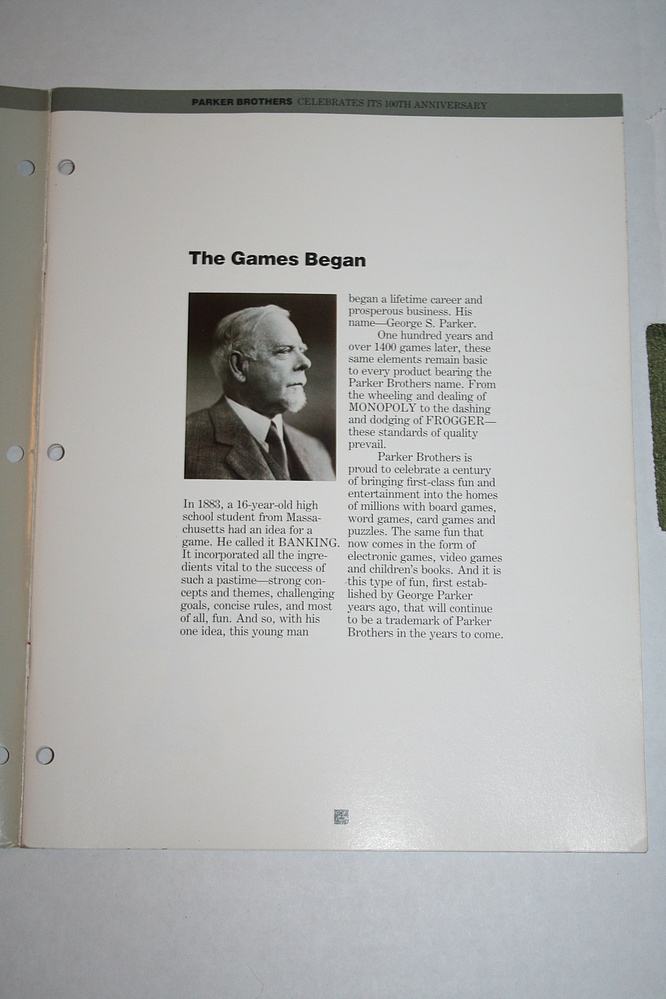 PARKER BROTHERS CELEBRATES ITS 100TH ANNIVERSARY
The Games Began
In 1883, a 16-year-old high
school student from Massa-
chusetts had an idea for a
game. He called it BANKING.
It incorporated all the ingre-
dients vital to the success of
such a pastime—strong con-
cepts and themes, challenging
goals, concise rules, and most
of all, fun. And so, with his
one idea, this young man
began a lifetime career and
prosperous business. His
name—George S. Parker.
One hundred years and
over 1400 games later, these
same elements remain basic
to every product bearing the
Parker Brothers name. From
the wheeling and dealing of
MONOPOLY to the dashing
and dodging of FROGGER—
these standards of quality
prevail.
Parker Brothers is
proud to celebrate a century
of bringing first-class fun and
entertainment into the homes
of millions with board games,
word games, card games and
puzzles. The same fun that
now comes in the form of
electronic games, video games
and children's books. And it is
this type of fun, first estab-
lished by George Parker
years ago, that will continue
to be a trademark of Parker
Brothers in the years to come.